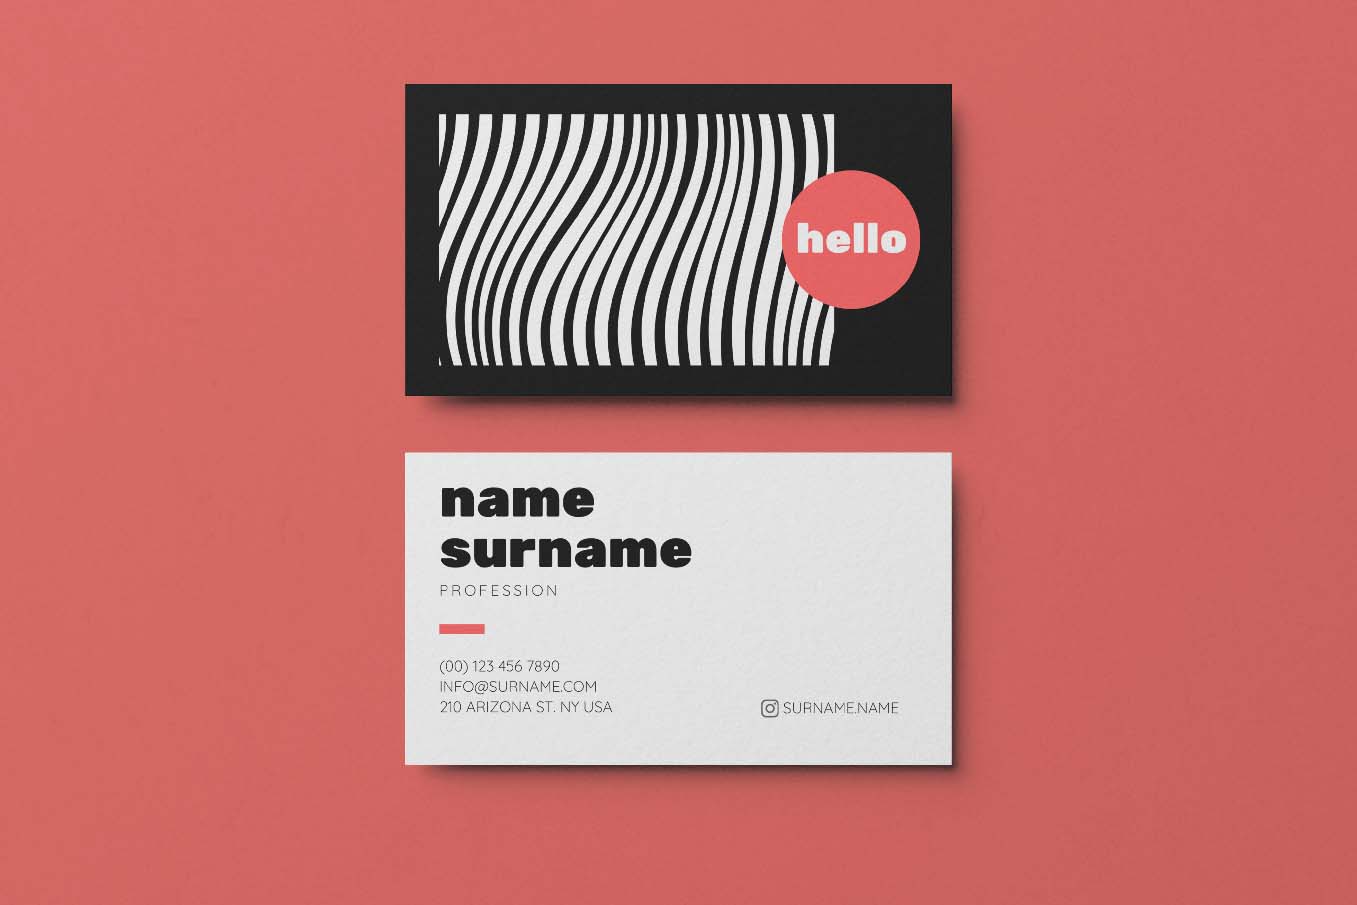 hello
name
surname
PROFESSION
(00) 123 456 7890
INFO@SURNAME.COM
210 ARIZONA ST. NY USA
SURNAME.NAME